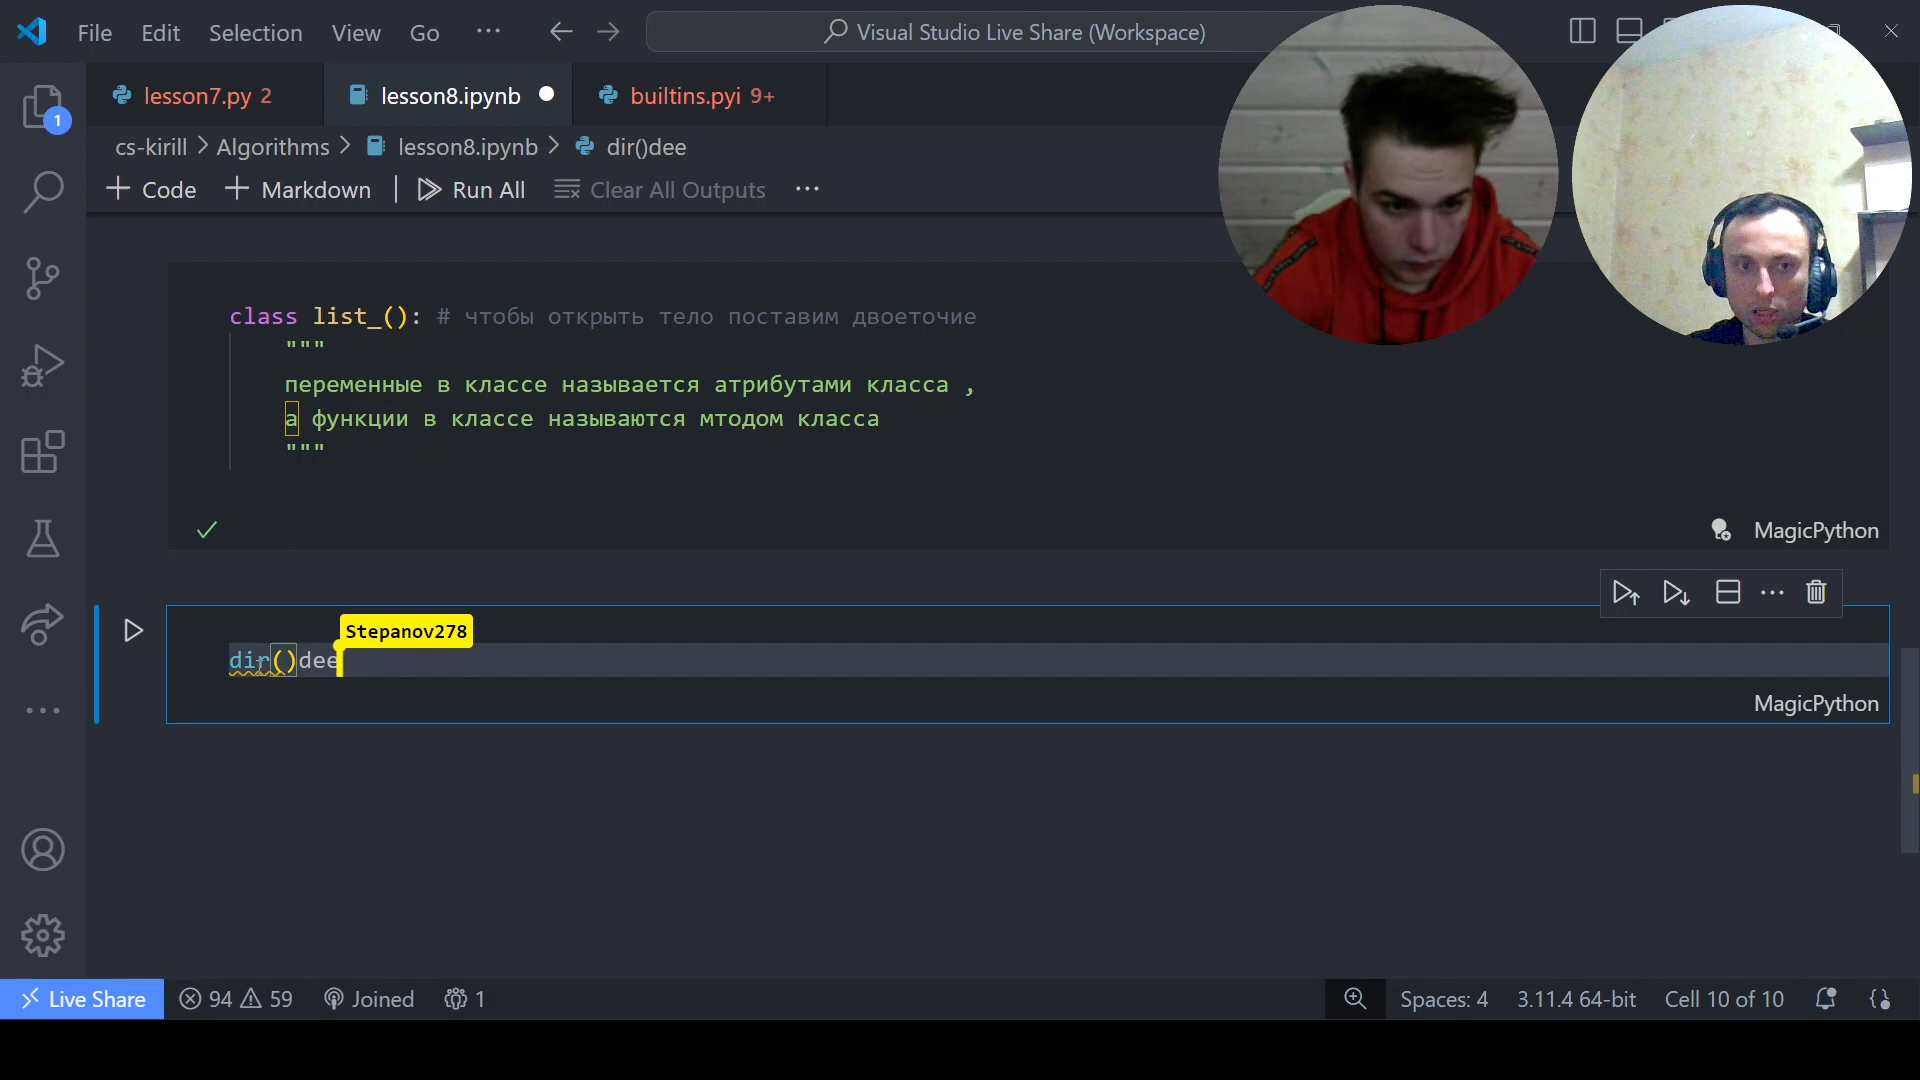 File Edit Selection View Go ··· Visual Studio Live Share (Workspace)
1
lesson7.py 2 lesson8.ipynb builtins.pyi 9+
cs-kirill > Algorithms > lesson8.ipynb > dir()dee
+ Code + Markdown | Run All Clear All Outputs ···
class list_(): # чтобы открыть тело поставим двоеточие
"""
переменные в классе называется атрибутами класса ,
а функции в классе называются мтодом класса
"""
MagicPython
Stepanov278
dir()dee
MagicPython
Live Share 94 59 Joined 1 Spaces: 4 3.11.4 64-bit Cell 10 of 10